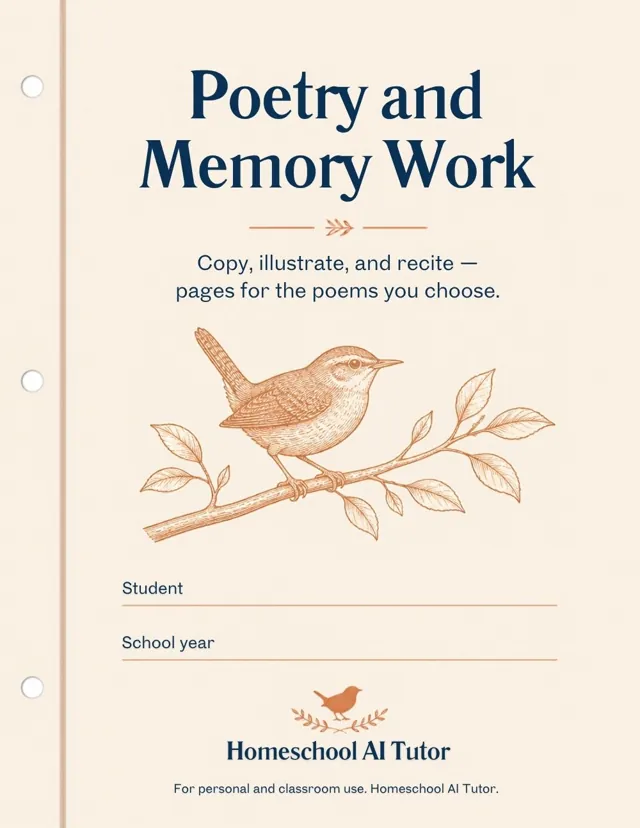 Poetry and
Memory Work
Copy, illustrate, and recite —
pages for the poems you choose.
Student
School year
Homeschool AI Tutor
For personal and classroom use. Homeschool AI Tutor.